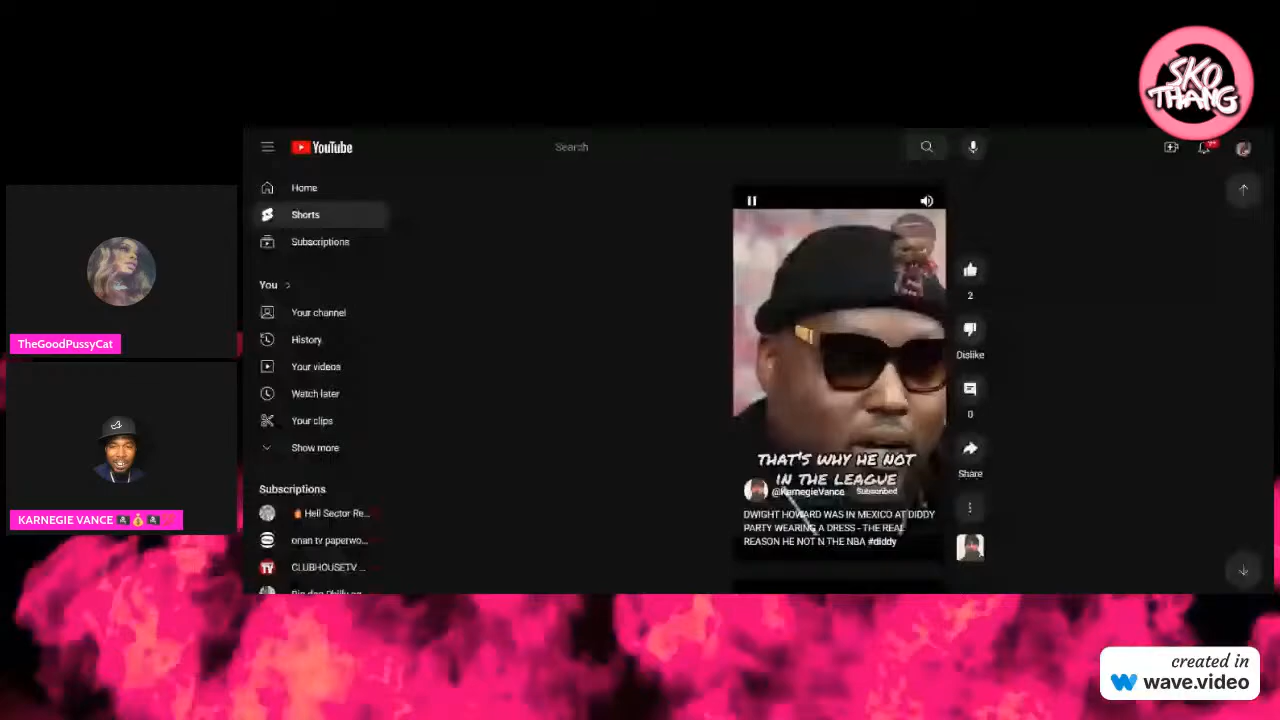 SKO
THANG
YouTube
Search
Home
Shorts
Subscriptions
You
Your channel
History
Your videos
Watch later
Your clips
Show more
Subscriptions
Hell Sector Re...
onan tv paperwo...
CLUBHOUSETV ...
TheGoodPussyCat
KARNEGIE VANCE
THAT'S WHY HE NOT
IN THE LEAGUE
@KarnegieVance Subscribed
DWIGHT HOWARD WAS IN MEXICO AT DIDDY
PARTY WEARING A DRESS - THE REAL
REASON HE NOT N THE NBA #diddy
2
Dislike
0
Share
created in
wave.video